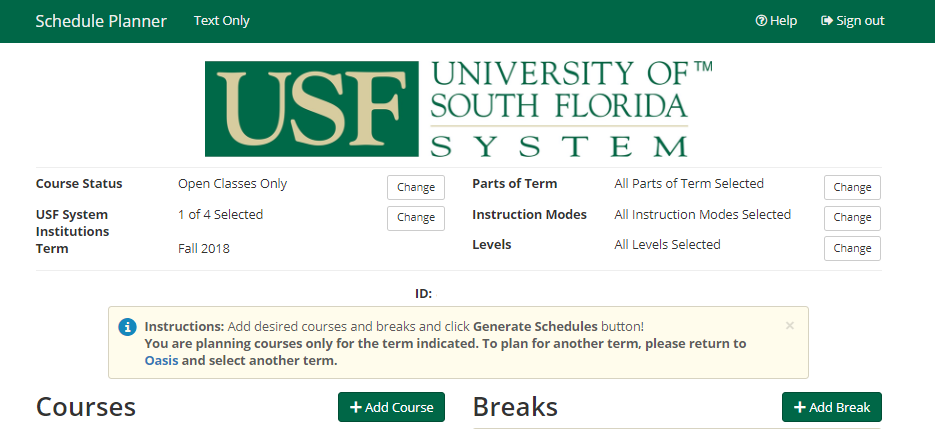 Schedule Planner Text Only Help Sign out
USF UNIVERSITY OF™
SOUTH FLORIDA
SYSTEM
Course Status Open Classes Only Change
USF System Institutions 1 of 4 Selected Change
Term Fall 2018
Parts of Term All Parts of Term Selected Change
Instruction Modes All Instruction Modes Selected Change
Levels All Levels Selected Change
ID:
Instructions: Add desired courses and breaks and click Generate Schedules button! ×
You are planning courses only for the term indicated. To plan for another term, please return to
Oasis and select another term.
Courses + Add Course
Breaks + Add Break